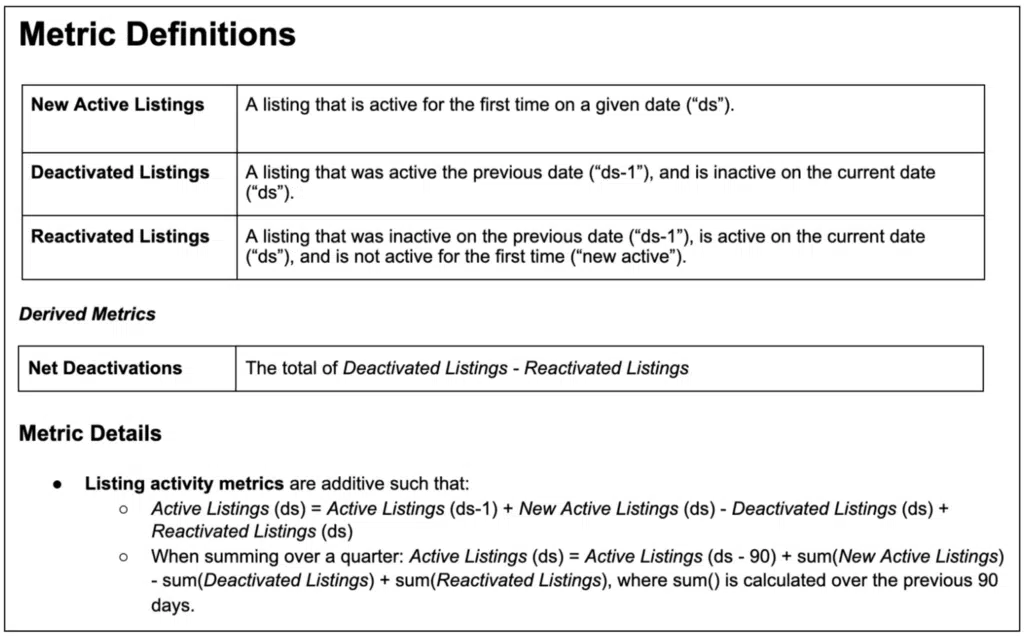 Metric Definitions
New Active Listings
A listing that is active for the first time on a given date (“ds”).
Deactivated Listings
A listing that was active the previous date (“ds-1”), and is inactive on the current date
(“ds”).
Reactivated Listings
A listing that was inactive on the previous date (“ds-1”), is active on the current date
(“ds”), and is not active for the first time (“new active”).
Derived Metrics
Net Deactivations
The total of Deactivated Listings - Reactivated Listings
Metric Details
● Listing activity metrics are additive such that:
○ Active Listings (ds) = Active Listings (ds-1) + New Active Listings (ds) - Deactivated Listings (ds) +
Reactivated Listings (ds)
○ When summing over a quarter: Active Listings (ds) = Active Listings (ds - 90) + sum(New Active Listings)
- sum(Deactivated Listings) + sum(Reactivated Listings), where sum() is calculated over the previous 90
days.